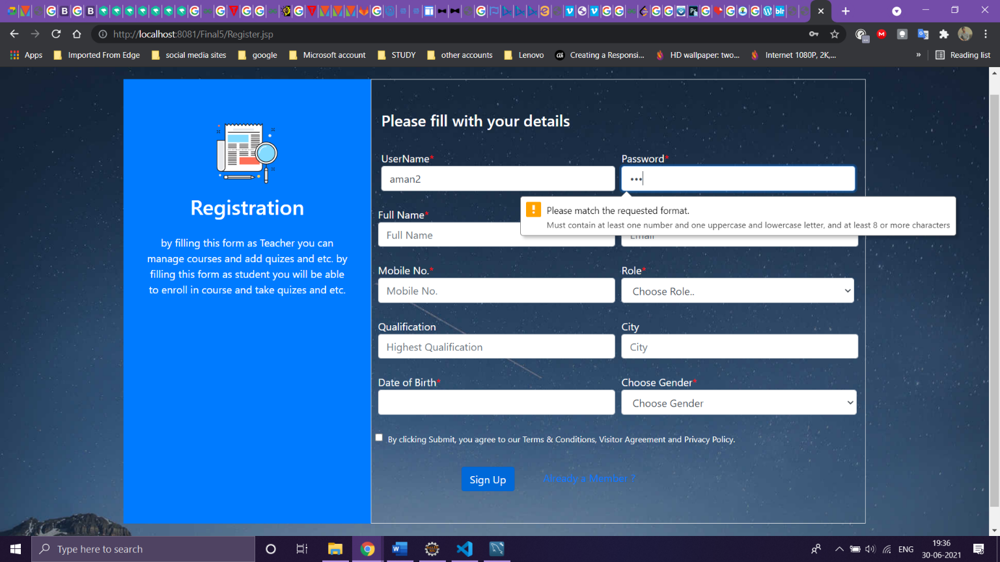 http://localhost:8081/Final5/Register.jsp
Apps
Imported From Edge
social media sites
google
Microsoft account
STUDY
other accounts
Lenovo
Creating a Responsi...
HD wallpaper: two...
Internet 1080P, 2K,...
»
Reading list
Please fill with your details
UserName*
Password*
aman2
Please match the requested format.
Must contain at least one number and one uppercase and lowercase letter, and at least 8 or more characters
Registration
by filling this form as Teacher you can
manage courses and add quizes and etc. by
filling this form as student you will be able
to enroll in course and take quizes and etc.
Full Name*
Full Name
Email
Mobile No.*
Role*
Mobile No.
Choose Role..
Qualification
City
Highest Qualification
City
Date of Birth*
Choose Gender*
Choose Gender
By clicking Submit, you agree to our Terms & Conditions, Visitor Agreement and Privacy Policy.
Sign Up
Already a Member ?
Type here to search
ENG
19:36
30-06-2021